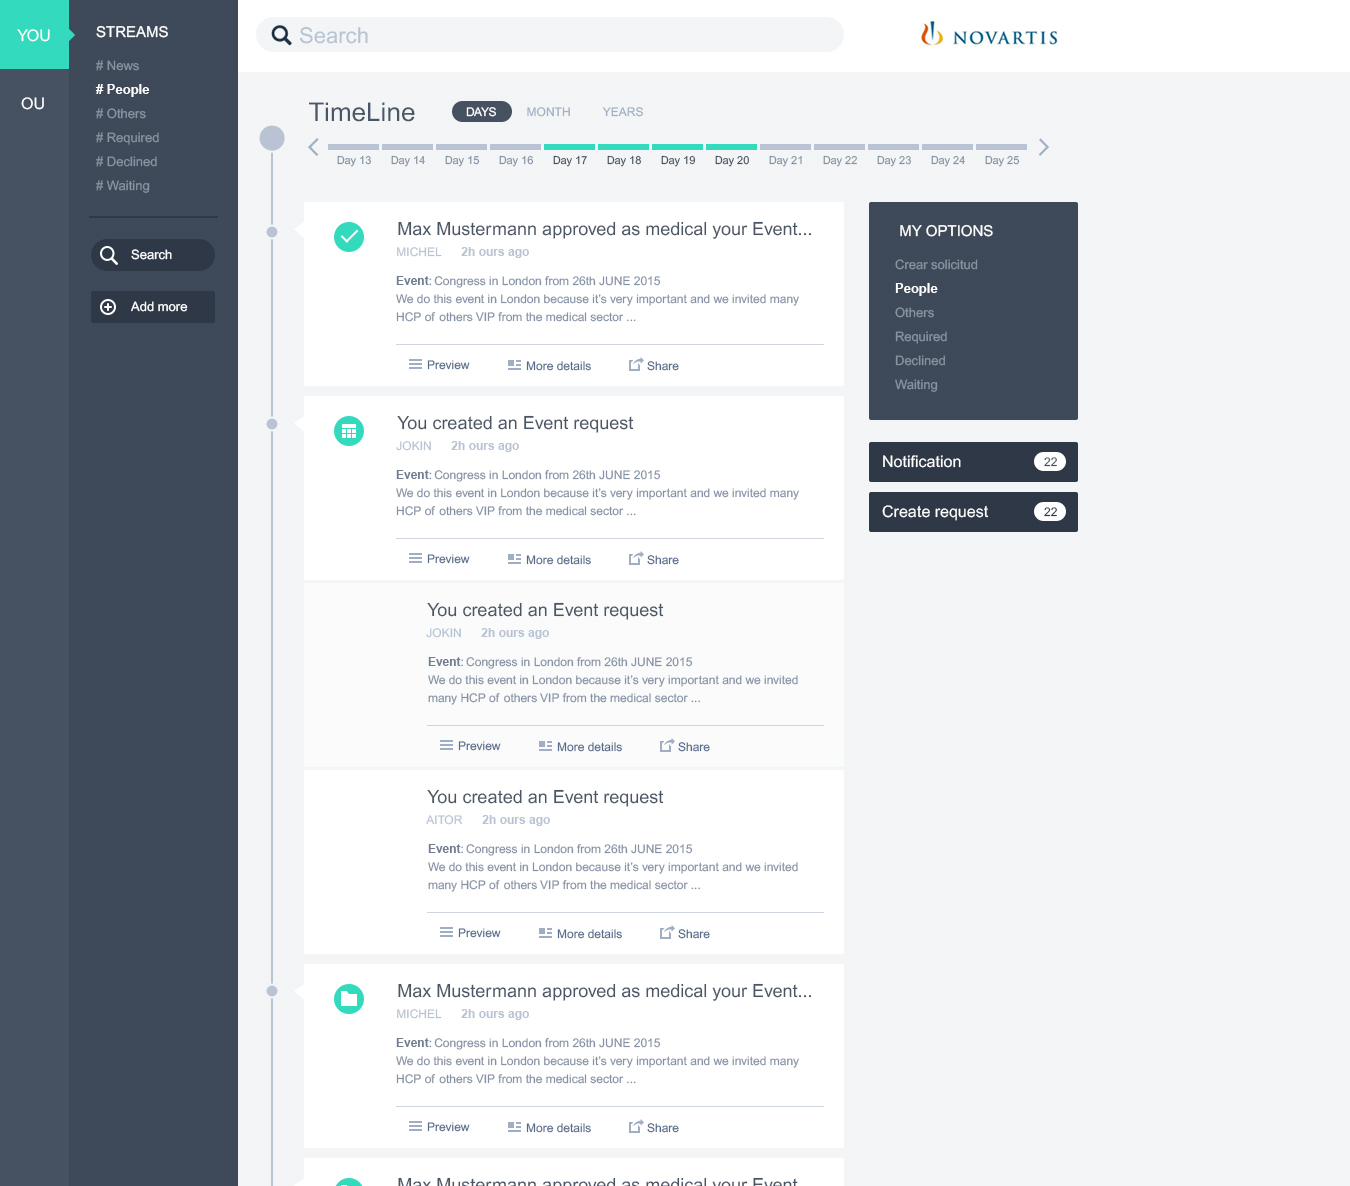 YOU
OU
STREAMS
# News
# People
# Others
# Required
# Declined
# Waiting
Search
Add more
Search
NOVARTIS
TimeLine
DAYS MONTH YEARS
Day 13 Day 14 Day 15 Day 16 Day 17 Day 18 Day 19 Day 20 Day 21 Day 22 Day 23 Day 24 Day 25
Max Mustermann approved as medical your Event...
MICHEL 2h ours ago
Event: Congress in London from 26th JUNE 2015
We do this event in London because it's very important and we invited many
HCP of others VIP from the medical sector ...
Preview More details Share
You created an Event request
JOKIN 2h ours ago
Event: Congress in London from 26th JUNE 2015
We do this event in London because it's very important and we invited many
HCP of others VIP from the medical sector ...
Preview More details Share
You created an Event request
JOKIN 2h ours ago
Event: Congress in London from 26th JUNE 2015
We do this event in London because it's very important and we invited
many HCP of others VIP from the medical sector ...
Preview More details Share
You created an Event request
AITOR 2h ours ago
Event: Congress in London from 26th JUNE 2015
We do this event in London because it's very important and we invited
many HCP of others VIP from the medical sector ...
Preview More details Share
Max Mustermann approved as medical your Event...
MICHEL 2h ours ago
Event: Congress in London from 26th JUNE 2015
We do this event in London because it's very important and we invited many
HCP of others VIP from the medical sector ...
Preview More details Share
Max Mustermann approved as medical your Event
MY OPTIONS
Crear solicitud
People
Others
Required
Declined
Waiting
Notification 22
Create request 22